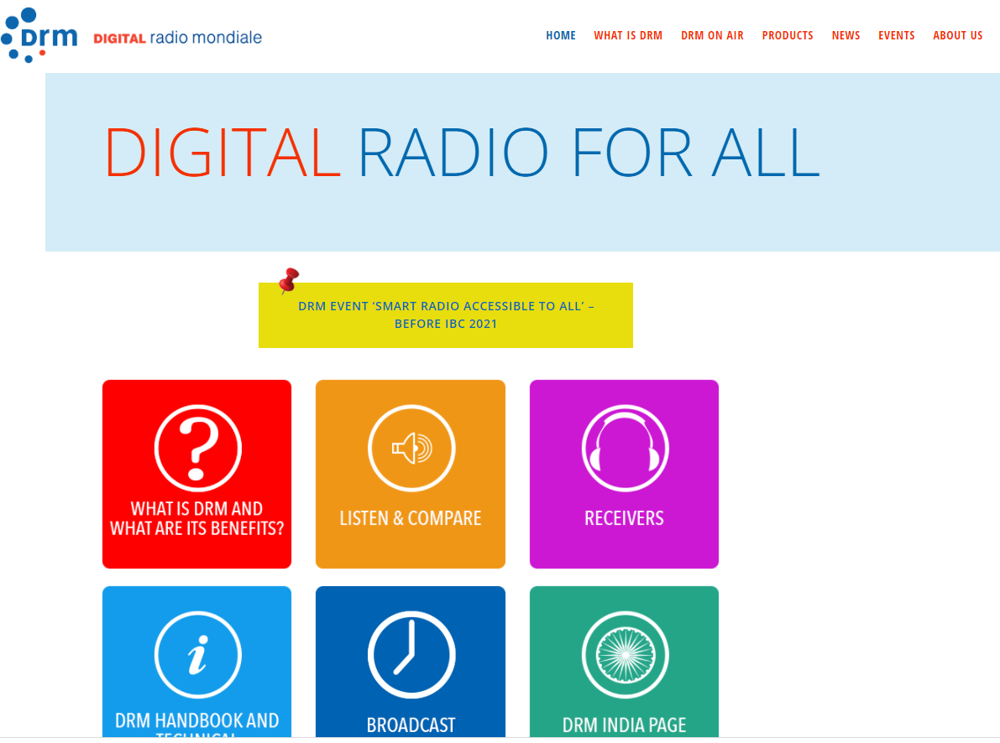 Drm DIGITAL radio mondiale
HOME WHAT IS DRM DRM ON AIR PRODUCTS NEWS EVENTS ABOUT US
DIGITAL RADIO FOR ALL
DRM EVENT ‘SMART RADIO ACCESSIBLE TO ALL’ –
BEFORE IBC 2021
WHAT IS DRM AND
WHAT ARE ITS BENEFITS?
LISTEN & COMPARE
RECEIVERS
DRM HANDBOOK AND
TECHNICAL
BROADCAST
DRM INDIA PAGE